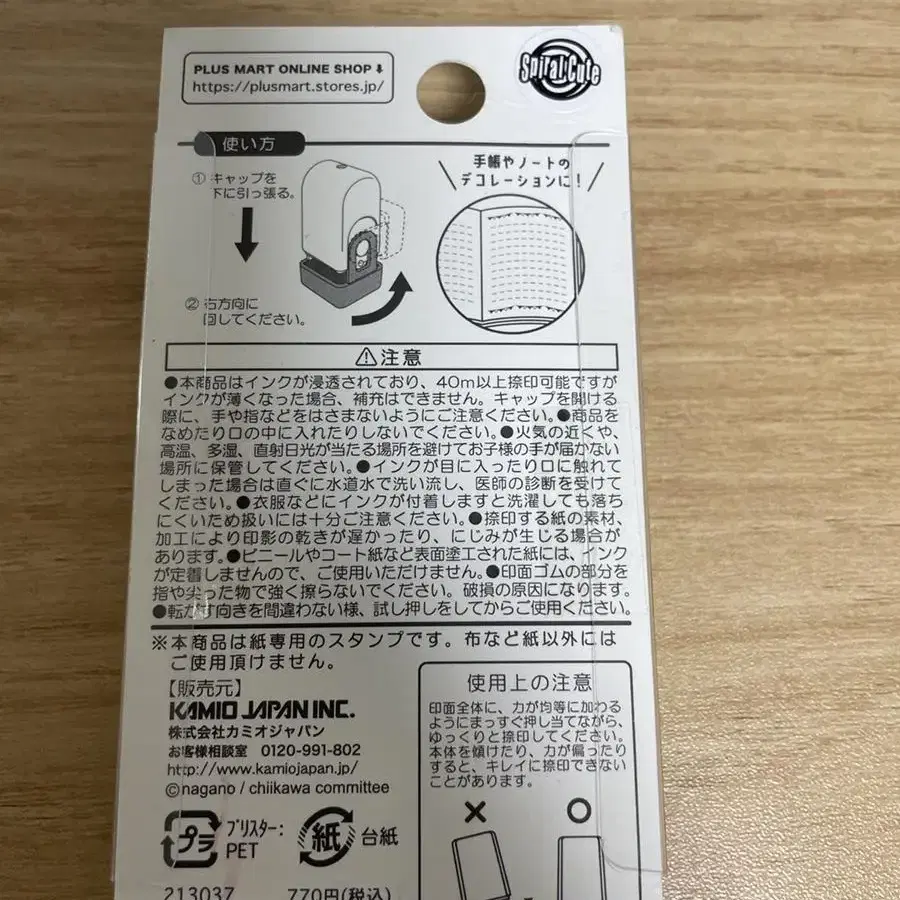 PLUS MART ONLINE SHOP ⬇
https://plusmart.stores.jp/
Spiral Cute
使い方
① キャップを
下に引っ張る。
② 右方向に
回してください。
手帳やノートの
デコレーションに!
⚠注意
●本商品はインクが浸透されており、40m以上捺印可能ですが
インクが薄くなった場合、補充はできません。キャップを開ける
際に、手や指などをはさまないようにご注意ください。●商品を
なめたり口の中に入れたりしないでください。●火気の近くや、
高温、多湿、直射日光が当たる場所を避けてお子様の手が届かない
場所に保管してください。●インクが目に入ったり口に触れて
しまった場合は直ぐに水道水で洗い流し、医師の診断を受けて
ください。●衣服などにインクが付着しますと洗濯しても落ち
にくいため扱いには十分ご注意ください。●捺印する紙の素材、
加工により印影の乾きが遅かったり、にじみが生じる場合が
あります。●ビニールやコート紙など表面塗工された紙には、インク
が定着しませんので、ご使用いただけません。●印面ゴムの部分を
指や尖った物で強く擦らないでください。破損の原因になります。
●転がす向きを間違わない様、試し押しをしてからご使用ください。
※本商品は紙専用のスタンプです。布など紙以外には
ご使用頂けません。
【販売元】
KAMIO JAPAN INC.
株式会社カミオジャパン
お客様相談室 0120-991-802
http://www.kamiojapan.jp/
©nagano / chiikawa committee
プラ
ブリスター:
PET
紙
台紙
213037
770円(税込)
使用上の注意
印面全体に、力が均等に加わる
ようにまっすぐ押し当てながら、
ゆっくりと捺印してください。
本体を傾けたり、力が偏ったり
すると、キレイに捺印できない
ことがあります。
× ○